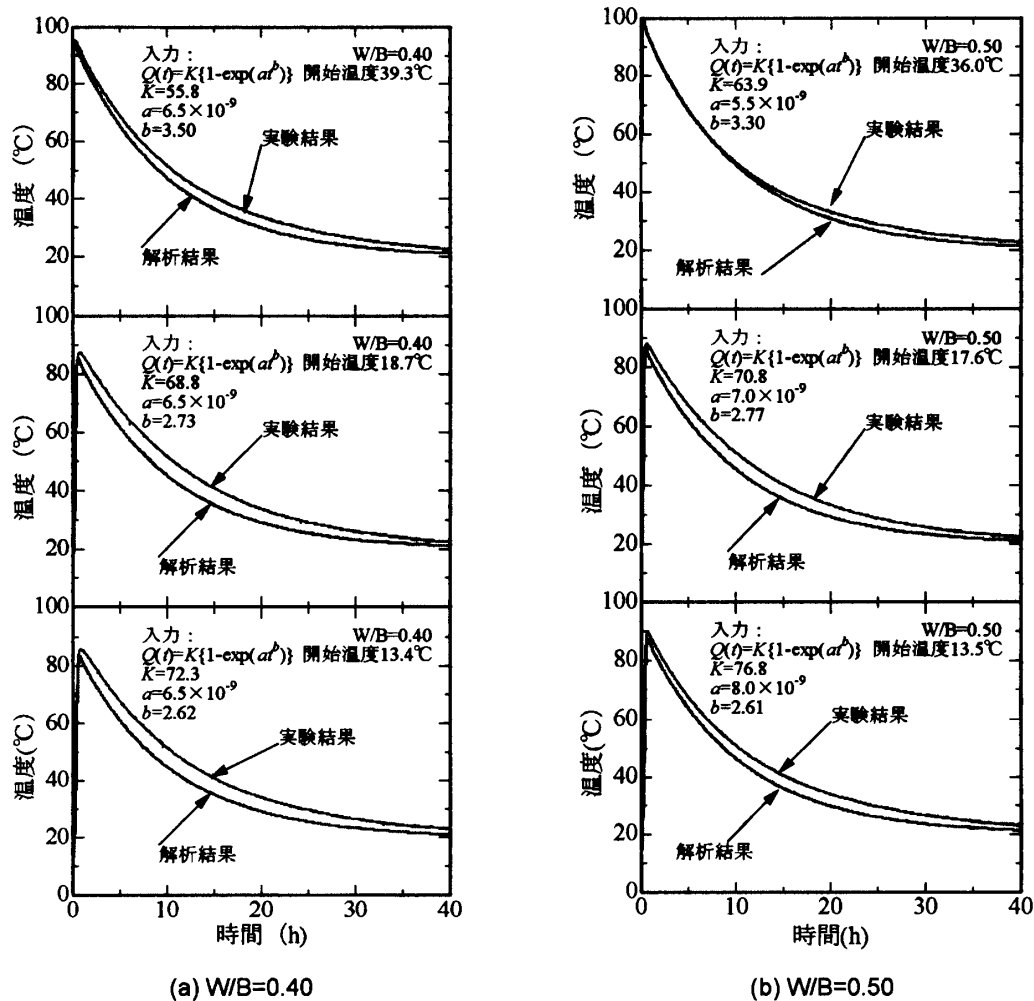 100
80
60
40
20
100
80
60
40
20
100
80
60
40
20
0
温度 (℃)
温度 (℃)
温度(℃)
入力：
W/B=0.40
Q(t)=K{1-exp(at^b)} 開始温度39.3℃
K=55.8
a=6.5×10^-9
b=3.50
実験結果
解析結果
入力：
W/B=0.40
Q(t)=K{1-exp(at^b)} 開始温度18.7℃
K=68.8
a=6.5×10^-9
b=2.73
実験結果
解析結果
入力：
W/B=0.40
Q(t)=K{1-exp(at^b)} 開始温度13.4℃
K=72.3
a=6.5×10^-9
b=2.62
実験結果
解析結果
0 10 20 30 40
時間 (h)
(a) W/B=0.40
100
80
60
40
20
100
80
60
40
20
100
80
60
40
20
0
温度 (℃)
温度 (℃)
温度(℃)
入力：
W/B=0.50
Q(t)=K{1-exp(at^b)} 開始温度36.0℃
K=63.9
a=5.5×10^-9
b=3.30
実験結果
解析結果
入力：
W/B=0.50
Q(t)=K{1-exp(at^b)} 開始温度17.6℃
K=70.8
a=7.0×10^-9
b=2.77
実験結果
解析結果
入力：
W/B=0.50
Q(t)=K{1-exp(at^b)} 開始温度13.5℃
K=76.8
a=8.0×10^-9
b=2.61
実験結果
解析結果
0 10 20 30 40
時間(h)
(b) W/B=0.50